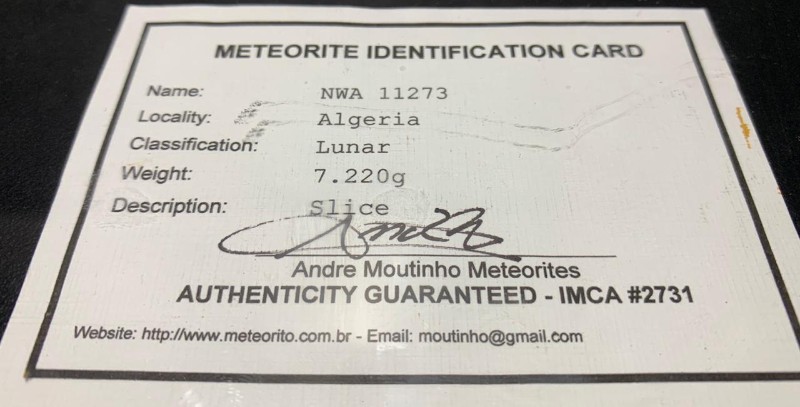 METEORITE IDENTIFICATION CARD
Name: NWA 11273
Locality: Algeria
Classification: Lunar
Weight: 7.220g
Description: Slice
Andre Moutinho Meteorites
AUTHENTICITY GUARANTEED - IMCA #2731
Website: http://www.meteorito.com.br - Email: moutinho@gmail.com